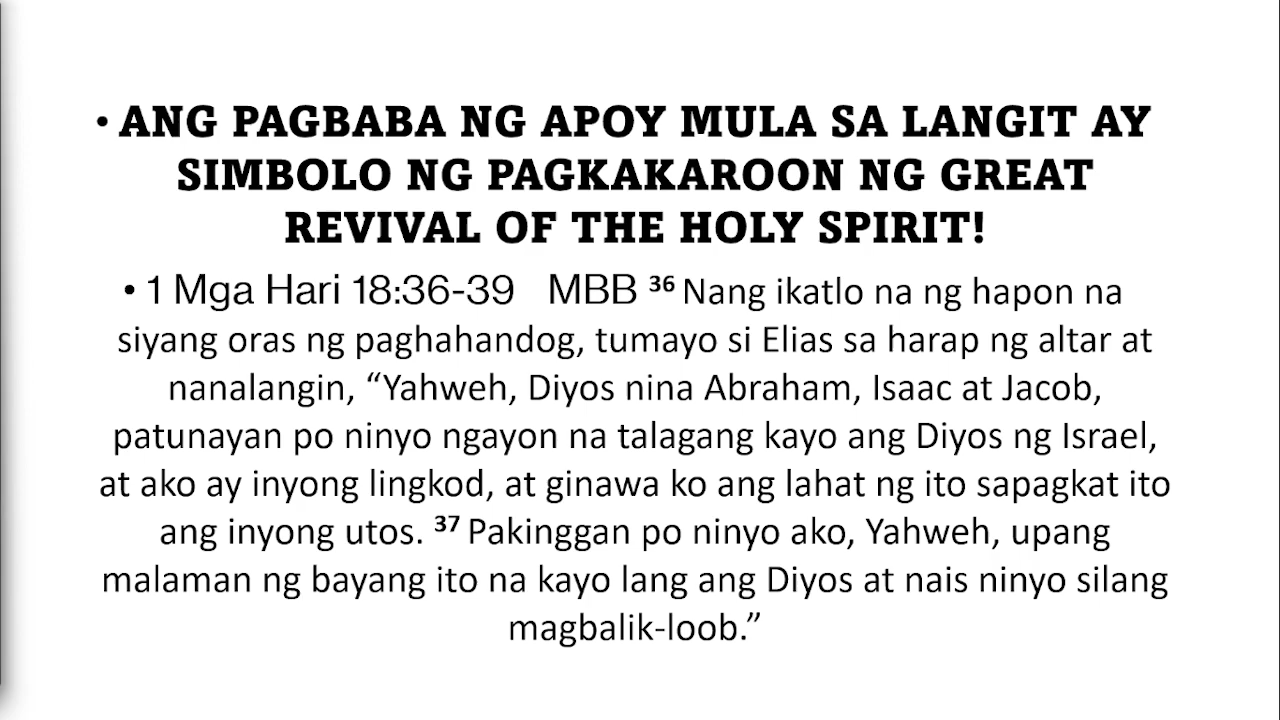 • ANG PAGBABA NG APOY MULA SA LANGIT AY
SIMBOLO NG PAGKAKAROON NG GREAT
REVIVAL OF THE HOLY SPIRIT!
• 1 Mga Hari 18:36-39 MBB ³⁶ Nang ikatlo na ng hapon na
siyang oras ng paghahandog, tumayo si Elias sa harap ng altar at
nanalangin, “Yahweh, Diyos nina Abraham, Isaac at Jacob,
patunayan po ninyo ngayon na talagang kayo ang Diyos ng Israel,
at ako ay inyong lingkod, at ginawa ko ang lahat ng ito sapagkat ito
ang inyong utos. ³⁷ Pakinggan po ninyo ako, Yahweh, upang
malaman ng bayang ito na kayo lang ang Diyos at nais ninyo silang
magbalik-loob.”